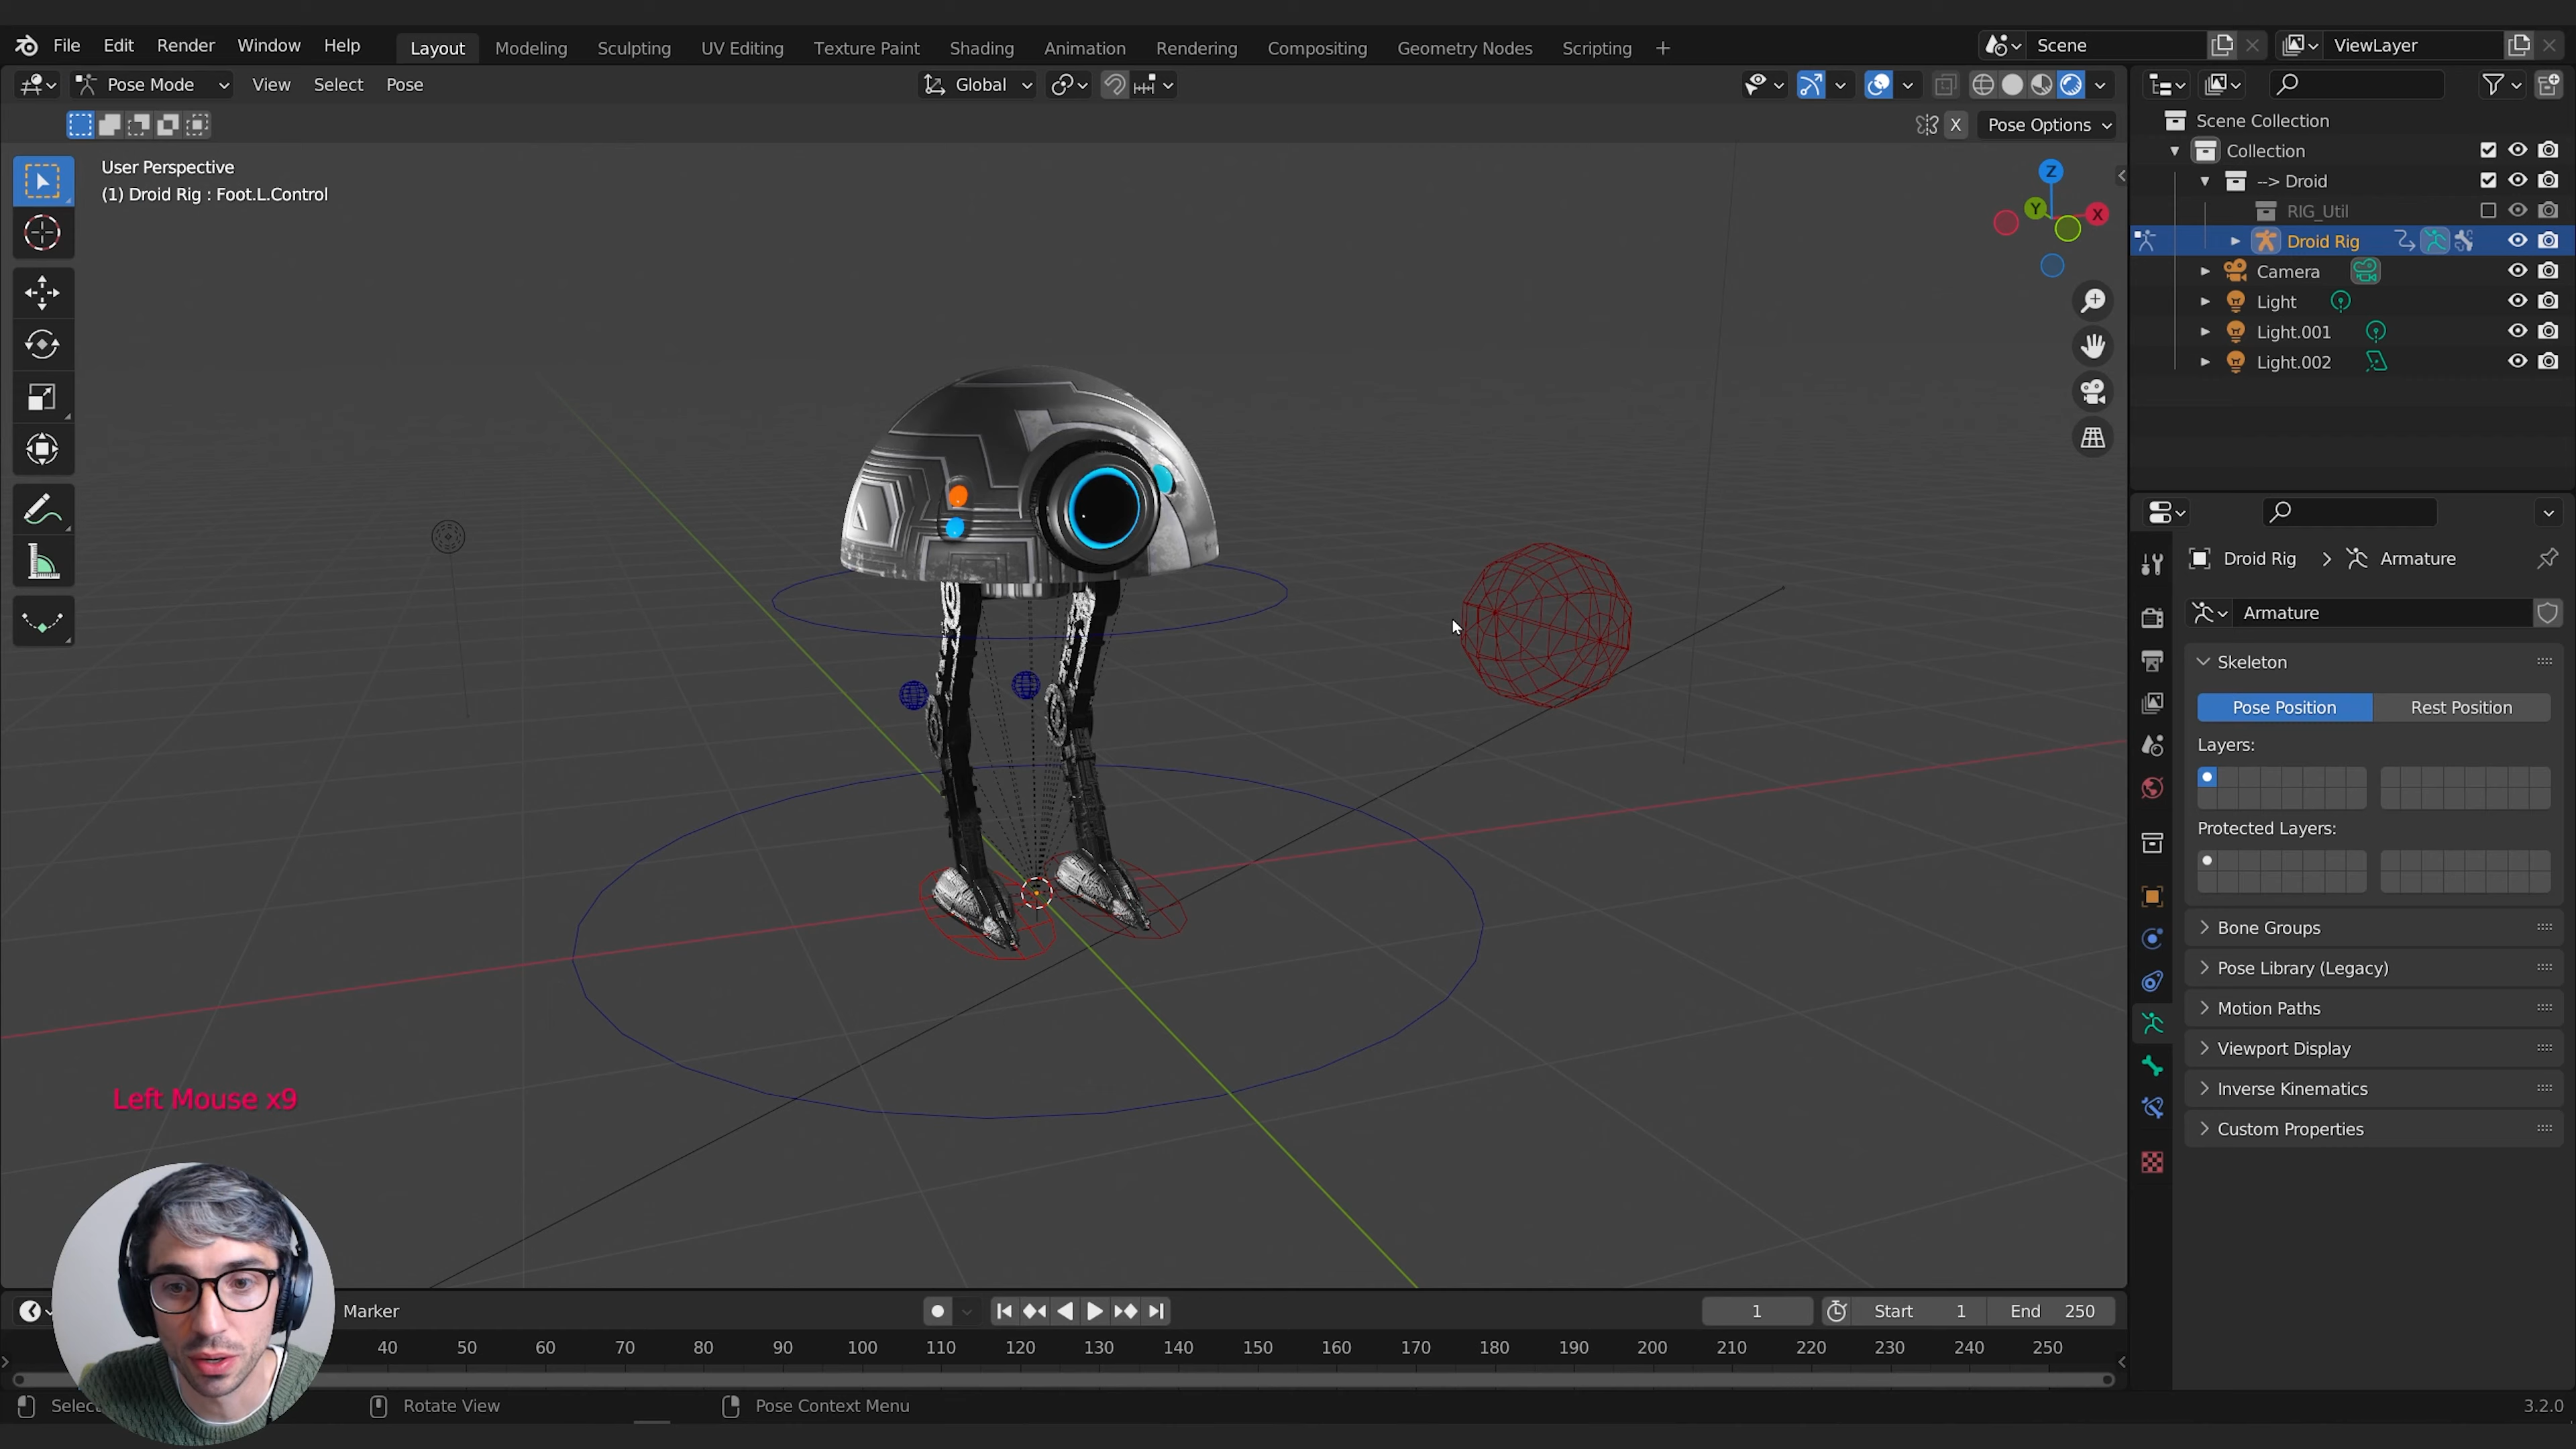 File Edit Render Window Help Layout Modeling Sculpting UV Editing Texture Paint Shading Animation Rendering Compositing Geometry Nodes Scripting + Scene ViewLayer
Pose Mode View Select Pose Global
X Pose Options
User Perspective
(1) Droid Rig : Foot.L.Control
Z
Y
X
Left Mouse x9
Scene Collection
Collection
--> Droid
RIG_Util
Droid Rig
Camera
Light
Light.001
Light.002
Droid Rig > Armature
Armature
Skeleton
Pose Position Rest Position
Layers:
Protected Layers:
Bone Groups
Pose Library (Legacy)
Motion Paths
Viewport Display
Inverse Kinematics
Custom Properties
Marker 1 Start 1 End 250
40 50 60 70 80 90 100 110 120 130 140 150 160 170 180 190 200 210 220 230 240 250
Rotate View Pose Context Menu 3.2.0